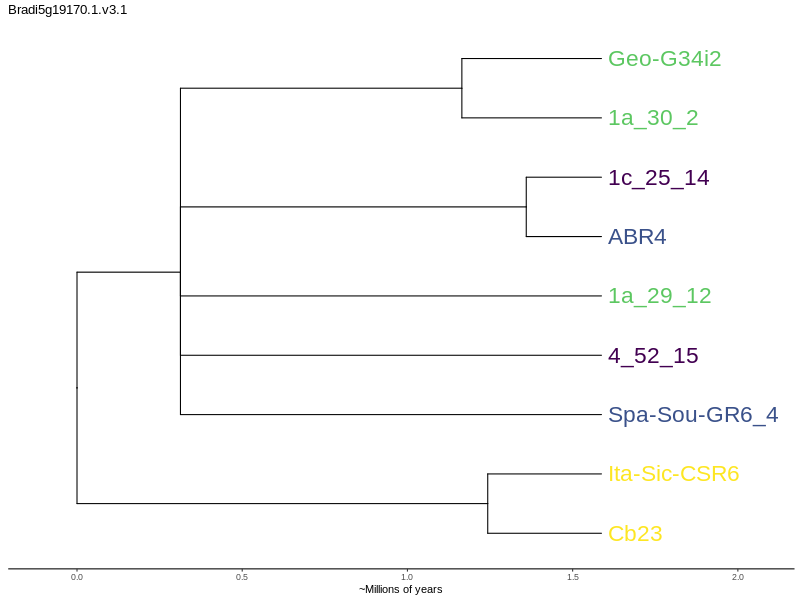 Bradi5g19170.1.v3.1
Geo-G34i2
1a_30_2
1c_25_14
ABR4
1a_29_12
4_52_15
Spa-Sou-GR6_4
Ita-Sic-CSR6
Cb23
0.0 0.5 1.0 1.5 2.0
~Millions of years